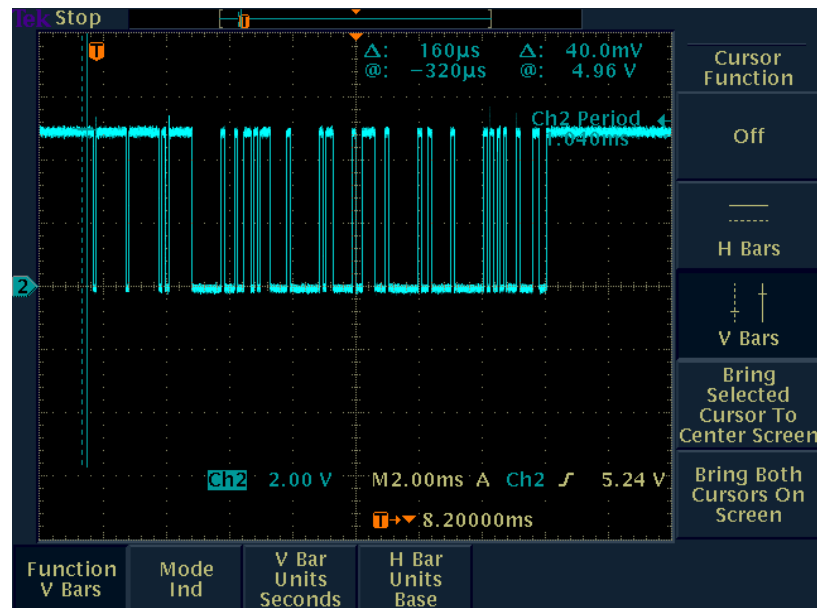 Tek Stop
Δ: 160µs Δ: 40.0mV
@: −320µs @: 4.96 V
Ch2 Period
1.040ms
2
Ch2 2.00 V M2.00ms A Ch2 5.24 V
T 8.20000ms
T
T
Cursor
Function
Off
H Bars
V Bars
Bring
Selected
Cursor To
Center Screen
Bring Both
Cursors On
Screen
Function
V Bars
Mode
Ind
V Bar
Units
Seconds
H Bar
Units
Base